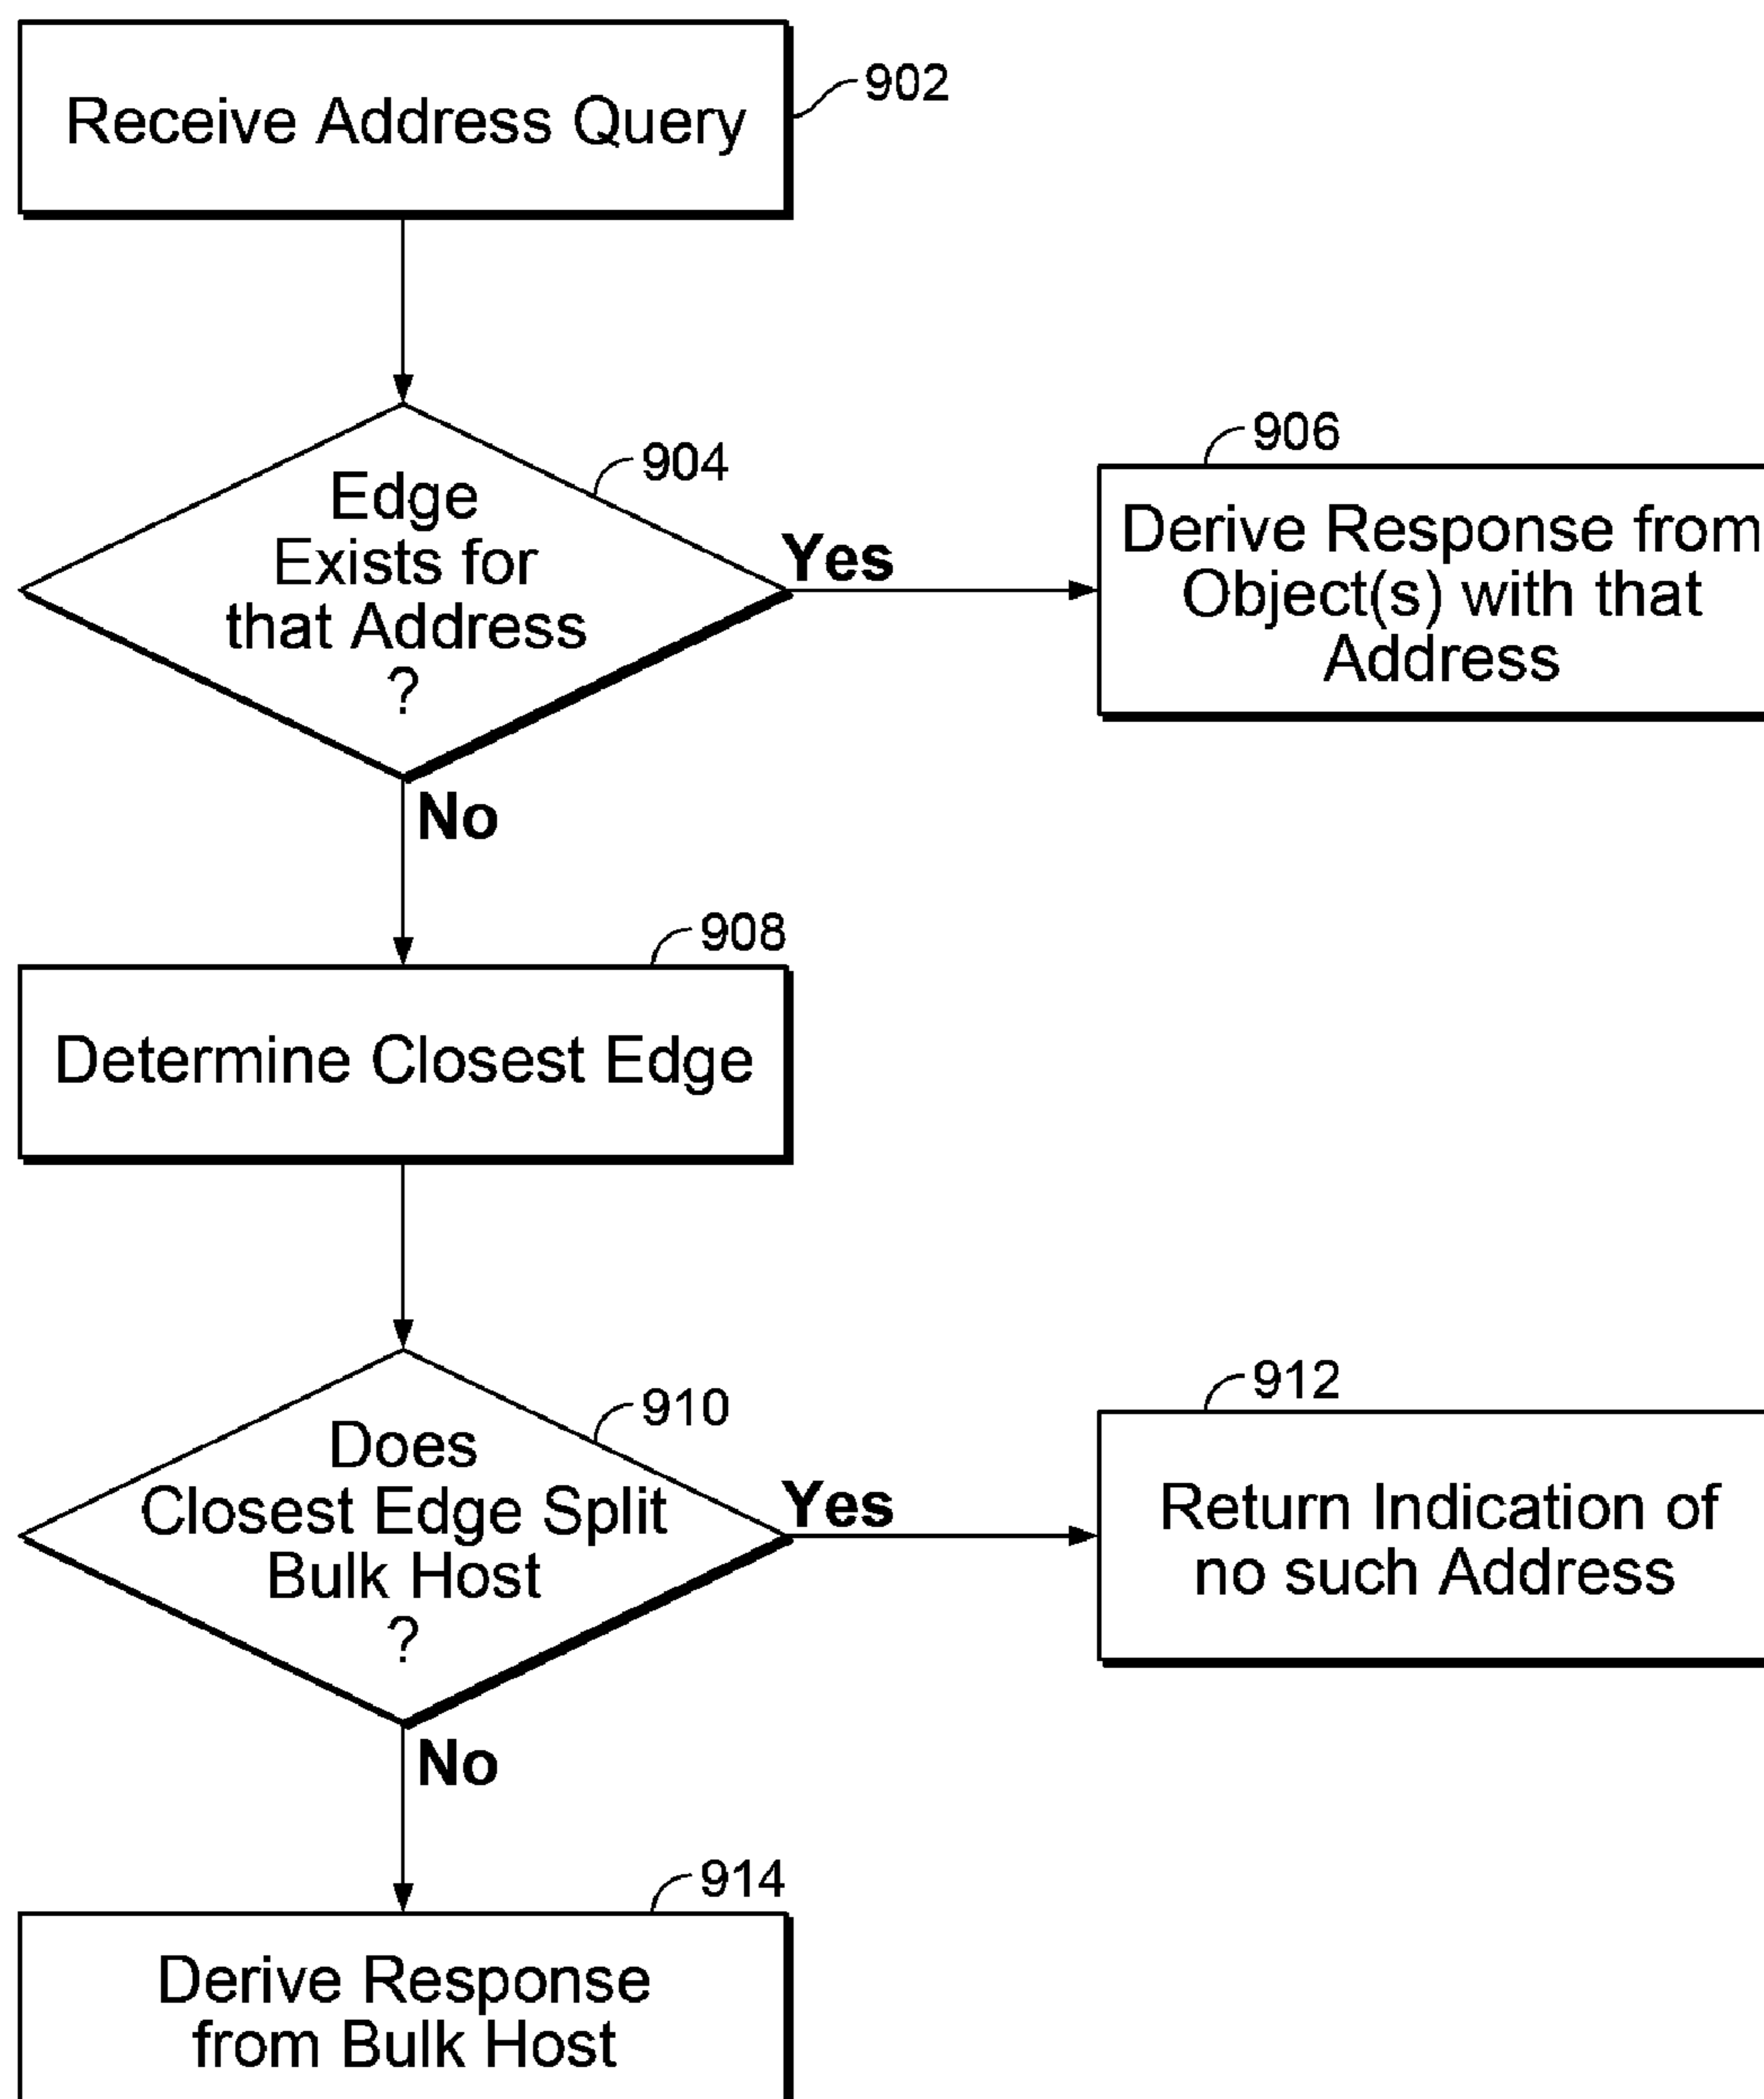 Receive Address Query
902
Edge
Exists for
that Address
?
904
Yes
906
Derive Response from
Object(s) with that
Address
No
908
Determine Closest Edge
Does
Closest Edge Split
Bulk Host
?
910
Yes
912
Return Indication of
no such Address
No
914
Derive Response
from Bulk Host